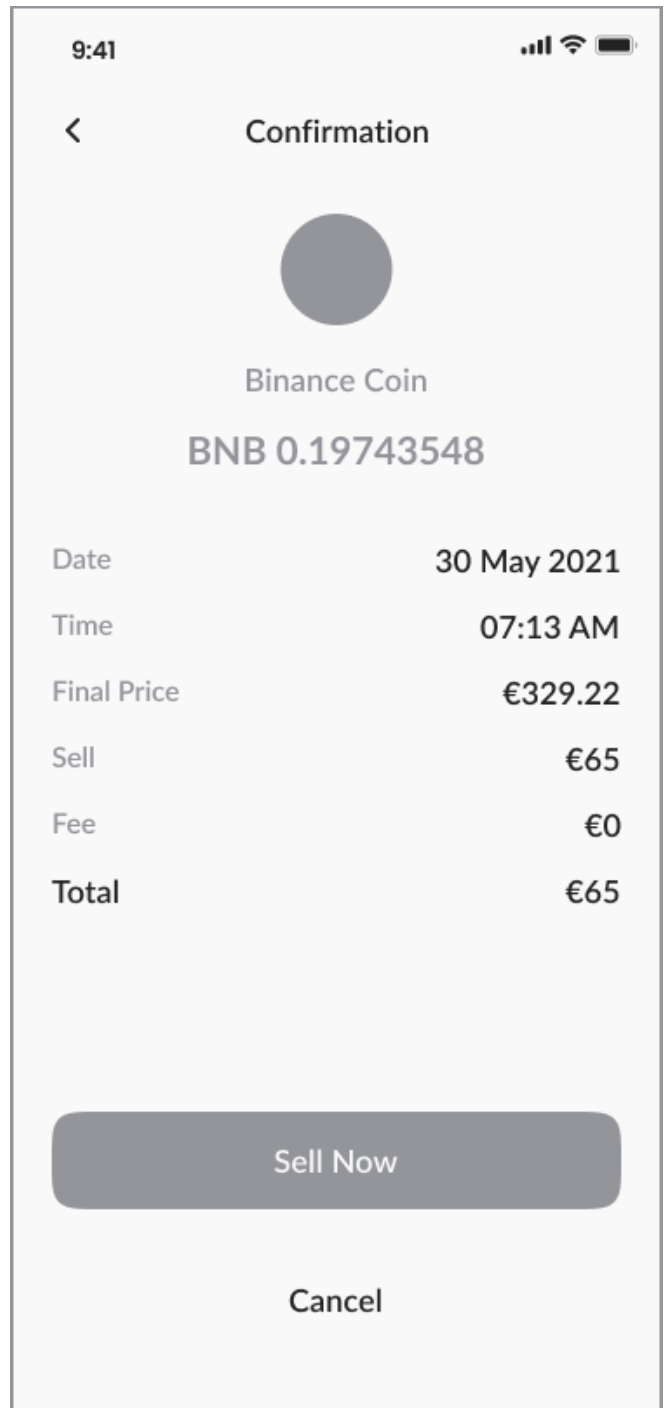 9:41
Confirmation
Binance Coin
BNB 0.19743548
Date 30 May 2021
Time 07:13 AM
Final Price €329.22
Sell €65
Fee €0
Total €65
Sell Now
Cancel